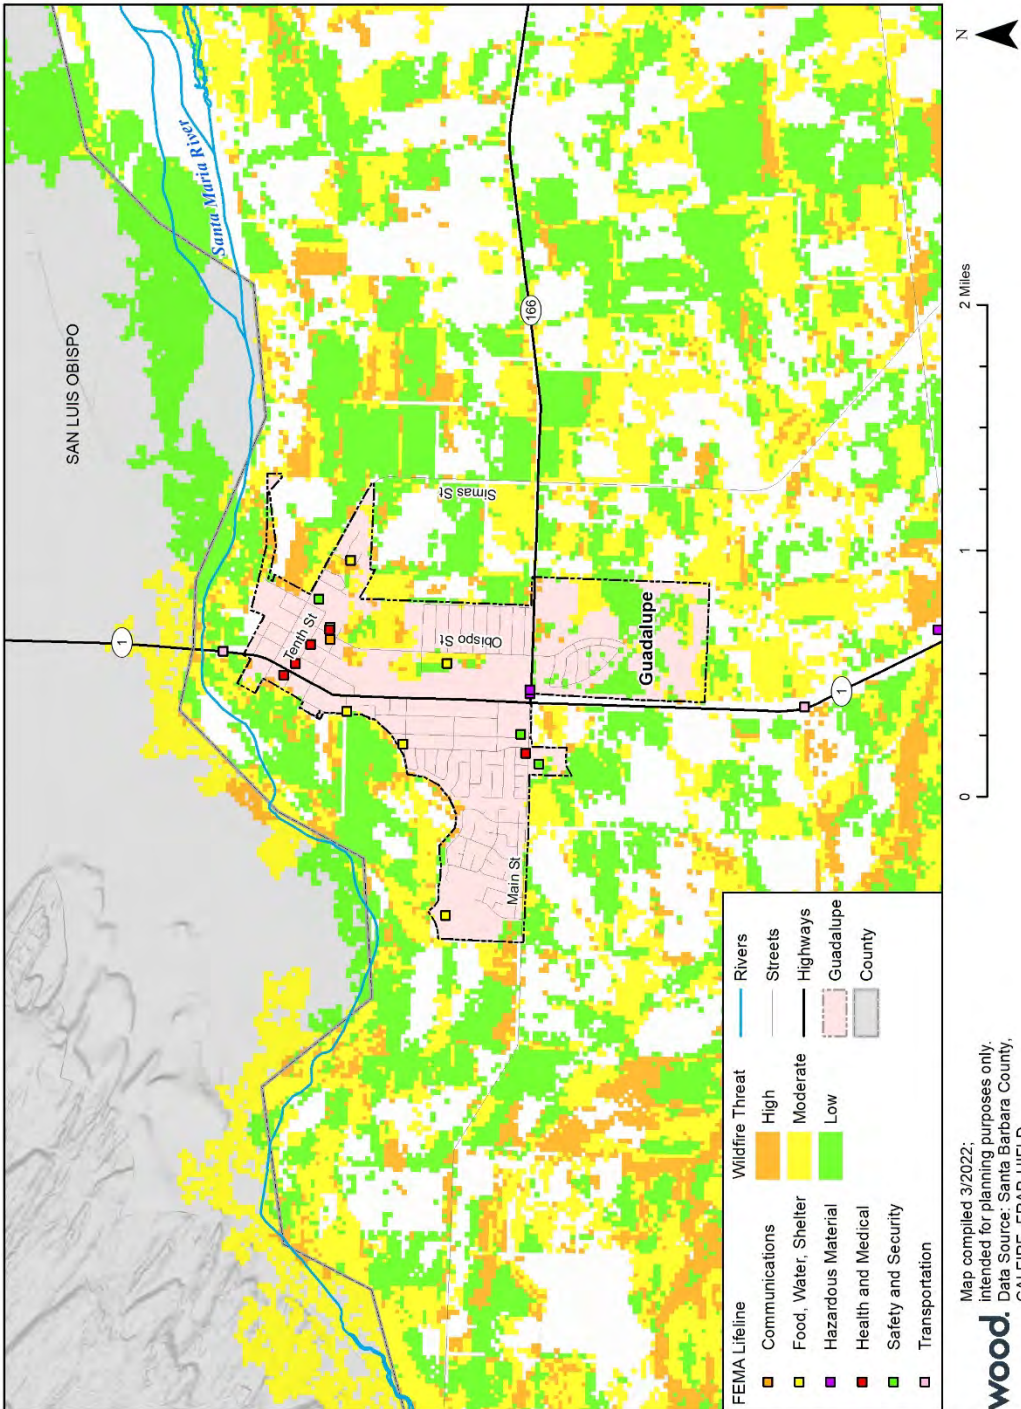 SAN LUIS OBISPO
Santa Maria River
1
Tenth St
Simas St
Obispo St
166
Guadalupe
Main St
1
FEMA Lifeline
Communications
Food, Water, Shelter
Hazardous Material
Health and Medical
Safety and Security
Transportation
Wildfire Threat
High
Moderate
Low
Rivers
Streets
Highways
Guadalupe
County
0 1 2 Miles
N
wood.
Map compiled 3/2022;
intended for planning purposes only.
Data Source: Santa Barbara County,